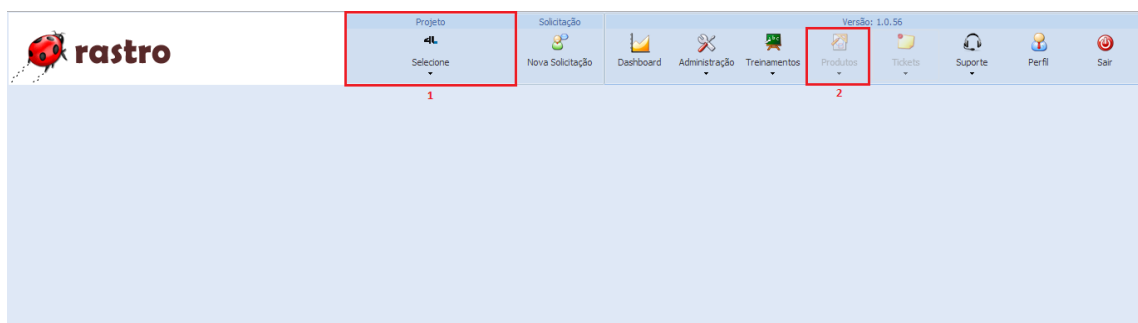 rastro
Projeto
4L
Selecione
1
Solicitação
Nova Solicitação
Versão: 1.0.56
Dashboard
Administração
Treinamentos
Produtos
2
Tickets
Suporte
Perfil
Sair